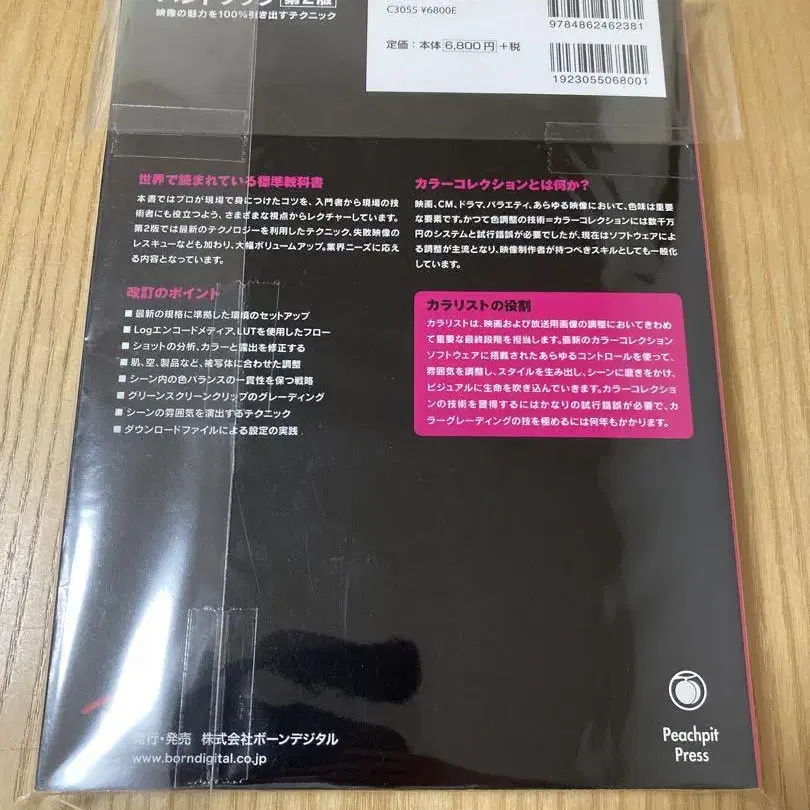 ハンドブック 第2版
映像の魅力を100%引き出すテクニック
C3055 ¥6800E
定価:本体6,800円+税
9784862462381
1923055068001
世界で読まれている標準教科書
本書ではプロが現場で身につけたコツを、入門者から現場の技
術者にも役立つよう、さまざまな視点からレクチャーしています。
第2版では最新のテクノロジーを利用したテクニック、失敗映像の
レスキューなども加わり、大幅ボリュームアップ。業界ニーズに応え
る内容となっています。
改訂のポイント
■ 最新の規格に準拠した環境のセットアップ
■ Logエンコードメディア、LUTを使用したフロー
■ ショットの分析、カラーと露出を修正する
■ 肌、空、製品など、被写体に合わせた調整
■ シーン内の色バランスの一貫性を保つ戦略
■ グリーンスクリーンクリップのグレーディング
■ シーンの雰囲気を演出するテクニック
■ ダウンロードファイルによる設定の実践
カラーコレクションとは何か?
映画、CM、ドラマ、バラエティ、あらゆる映像において、色味は重
要な要素です。かつて色調整の技術=カラーコレクションには数千万
円のシステムと試行錯誤が必要でしたが、現在はソフトウェアによ
る調整が主流となり、映像制作者が持つべきスキルとしても一般化
しています。
カラリストの役割
カラリストは、映画および放送用画像の調整においてきわめ
て重要な最終段階を担当します。最新のカラーコレクション
ソフトウェアに搭載されたあらゆるコントロールを使って、
雰囲気を調整し、スタイルを生み出し、シーンに磨きをかけ、
ビジュアルに生命を吹き込んでいきます。カラーコレクショ
ンの技術を習得するにはかなりの試行錯誤が必要で、カ
ラーグレーディングの技を極めるには何年もかかります。
発行・発売 株式会社ボーンデジタル
www.borndigital.co.jp
Peachpit
Press